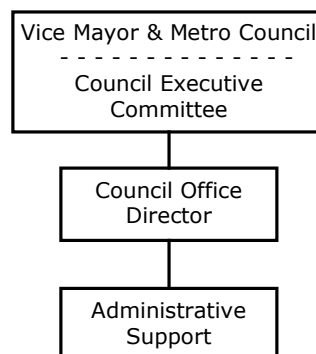 Vice Mayor & Metro Council
Council Executive
Committee
Council Office
Director
Administrative
Support